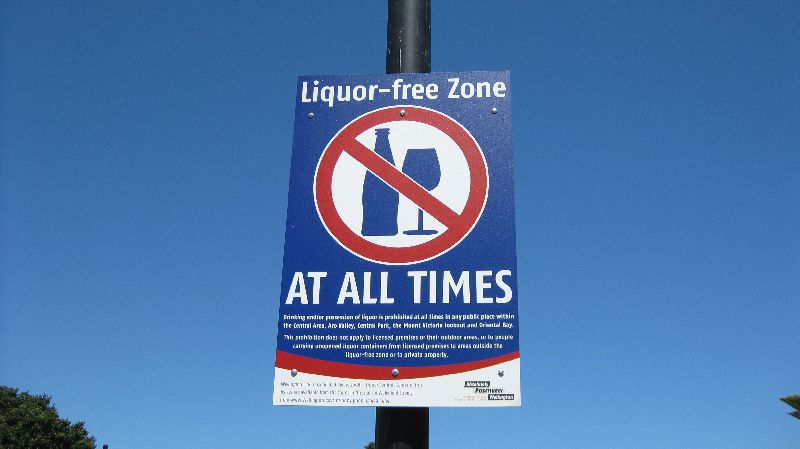 Liquor-free Zone
AT ALL TIMES
Drinking and/or possession of liquor is prohibited at all times in any public place within
the Central Area, Aro Valley, Central Park, the Mount Victoria lookout and Oriental Bay.
This prohibition does not apply to licensed premises or their outdoor areas, or to people
carrying unopened liquor containers from licensed premises to areas outside the
liquor-free zone or to private property.
Absolutely
POSITIVELY
Wellington